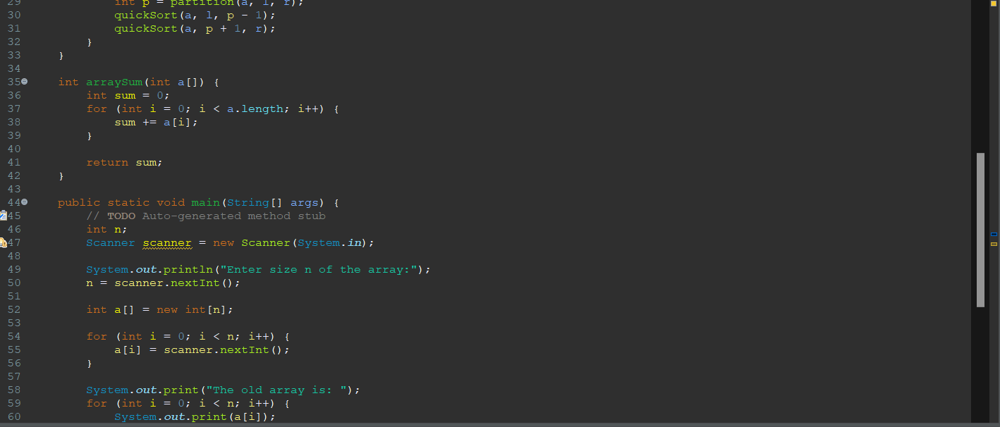 29 int p = partition(a, l, r);
30 quickSort(a, l, p - 1);
31 quickSort(a, p + 1, r);
32 }
33 }
34
35 int arraySum(int a[]) {
36 int sum = 0;
37 for (int i = 0; i < a.length; i++) {
38 sum += a[i];
39 }
40
41 return sum;
42 }
43
44 public static void main(String[] args) {
45 // TODO Auto-generated method stub
46 int n;
47 Scanner scanner = new Scanner(System.in);
48
49 System.out.println("Enter size n of the array:");
50 n = scanner.nextInt();
51
52 int a[] = new int[n];
53
54 for (int i = 0; i < n; i++) {
55 a[i] = scanner.nextInt();
56 }
57
58 System.out.print("The old array is: ");
59 for (int i = 0; i < n; i++) {
60 System.out.print(a[i]);